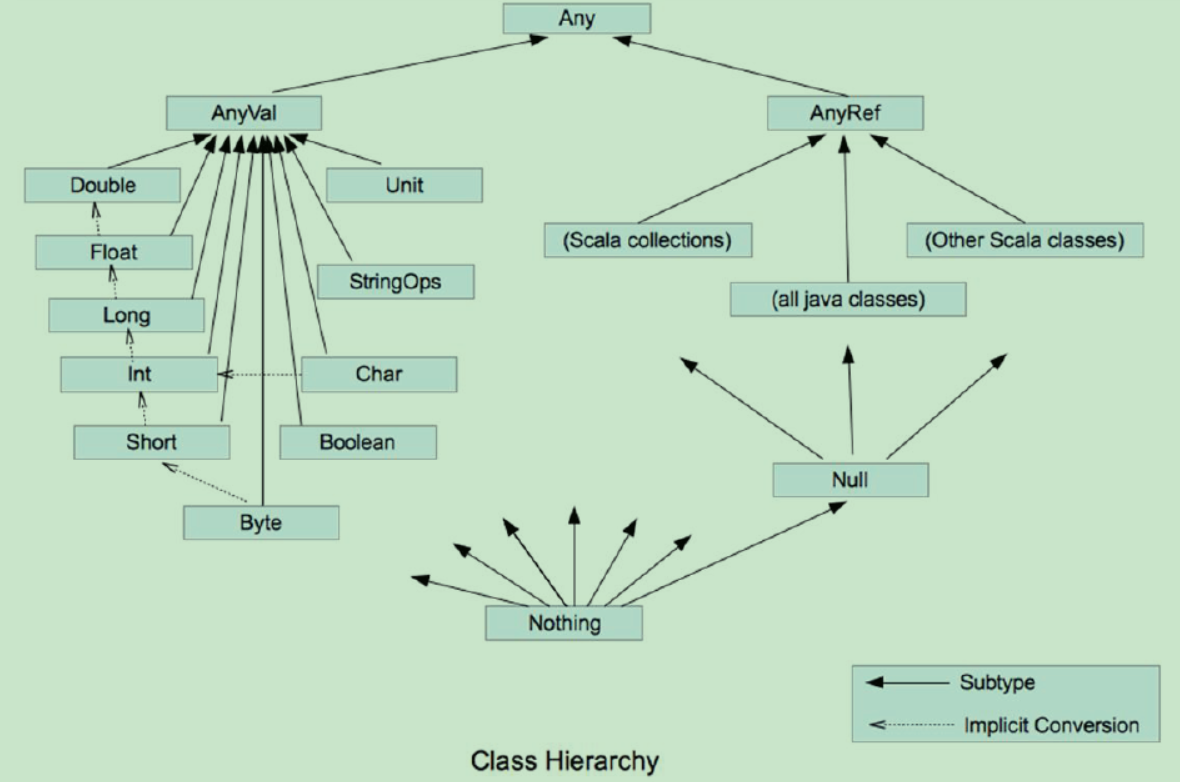 Any
AnyVal
AnyRef
Double
Unit
Float
(Scala collections)
(Other Scala classes)
StringOps
(all java classes)
Long
Int
Char
Short
Boolean
Null
Byte
Nothing
Subtype
Implicit Conversion
Class Hierarchy